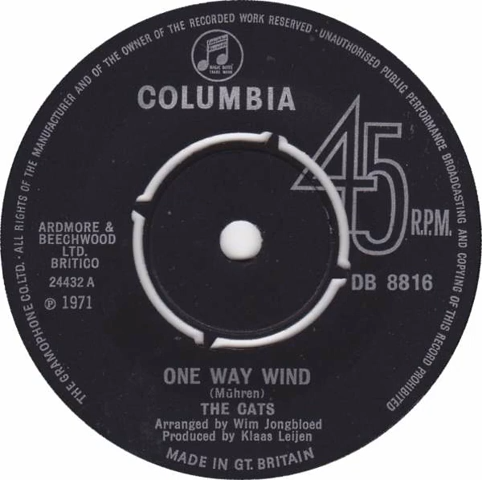 THE GRAMOPHONE CO. LTD. · ALL RIGHTS OF THE MANUFACTURER AND OF THE OWNER OF THE RECORDED WORK RESERVED · UNAUTHORISED PUBLIC PERFORMANCE BROADCASTING AND COPYING OF THIS RECORD PROHIBITED
COLUMBIA
45
R.P.M.
ARDMORE &
BEECHWOOD
LTD.
BRITICO
24432 A
℗ 1971
DB 8816
ONE WAY WIND
(Mühren)
THE CATS
Arranged by Wim Jongbloed
Produced by Klaas Leijen
MADE IN GT. BRITAIN